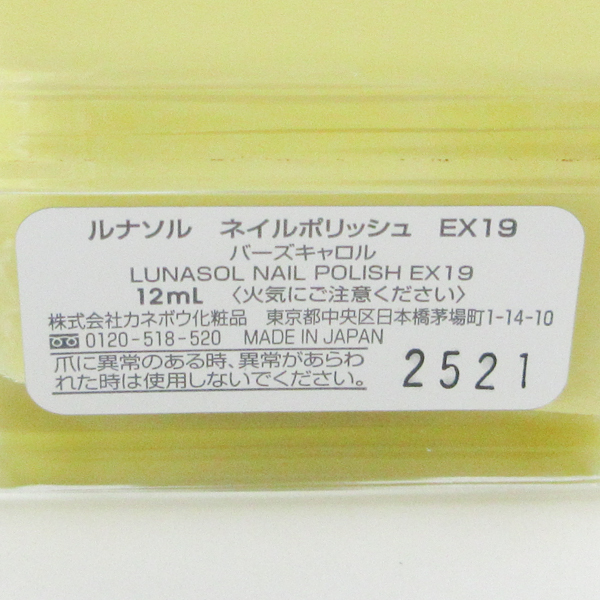 ルナソル ネイルポリッシュ EX19
バーズキャロル
LUNASOL NAIL POLISH EX19
12mL 〈火気にご注意ください〉
株式会社カネボウ化粧品 東京都中央区日本橋茅場町1-14-10
0120-518-520 MADE IN JAPAN
爪に異常のある時、異常があらわ
れた時は使用しないでください。
2521